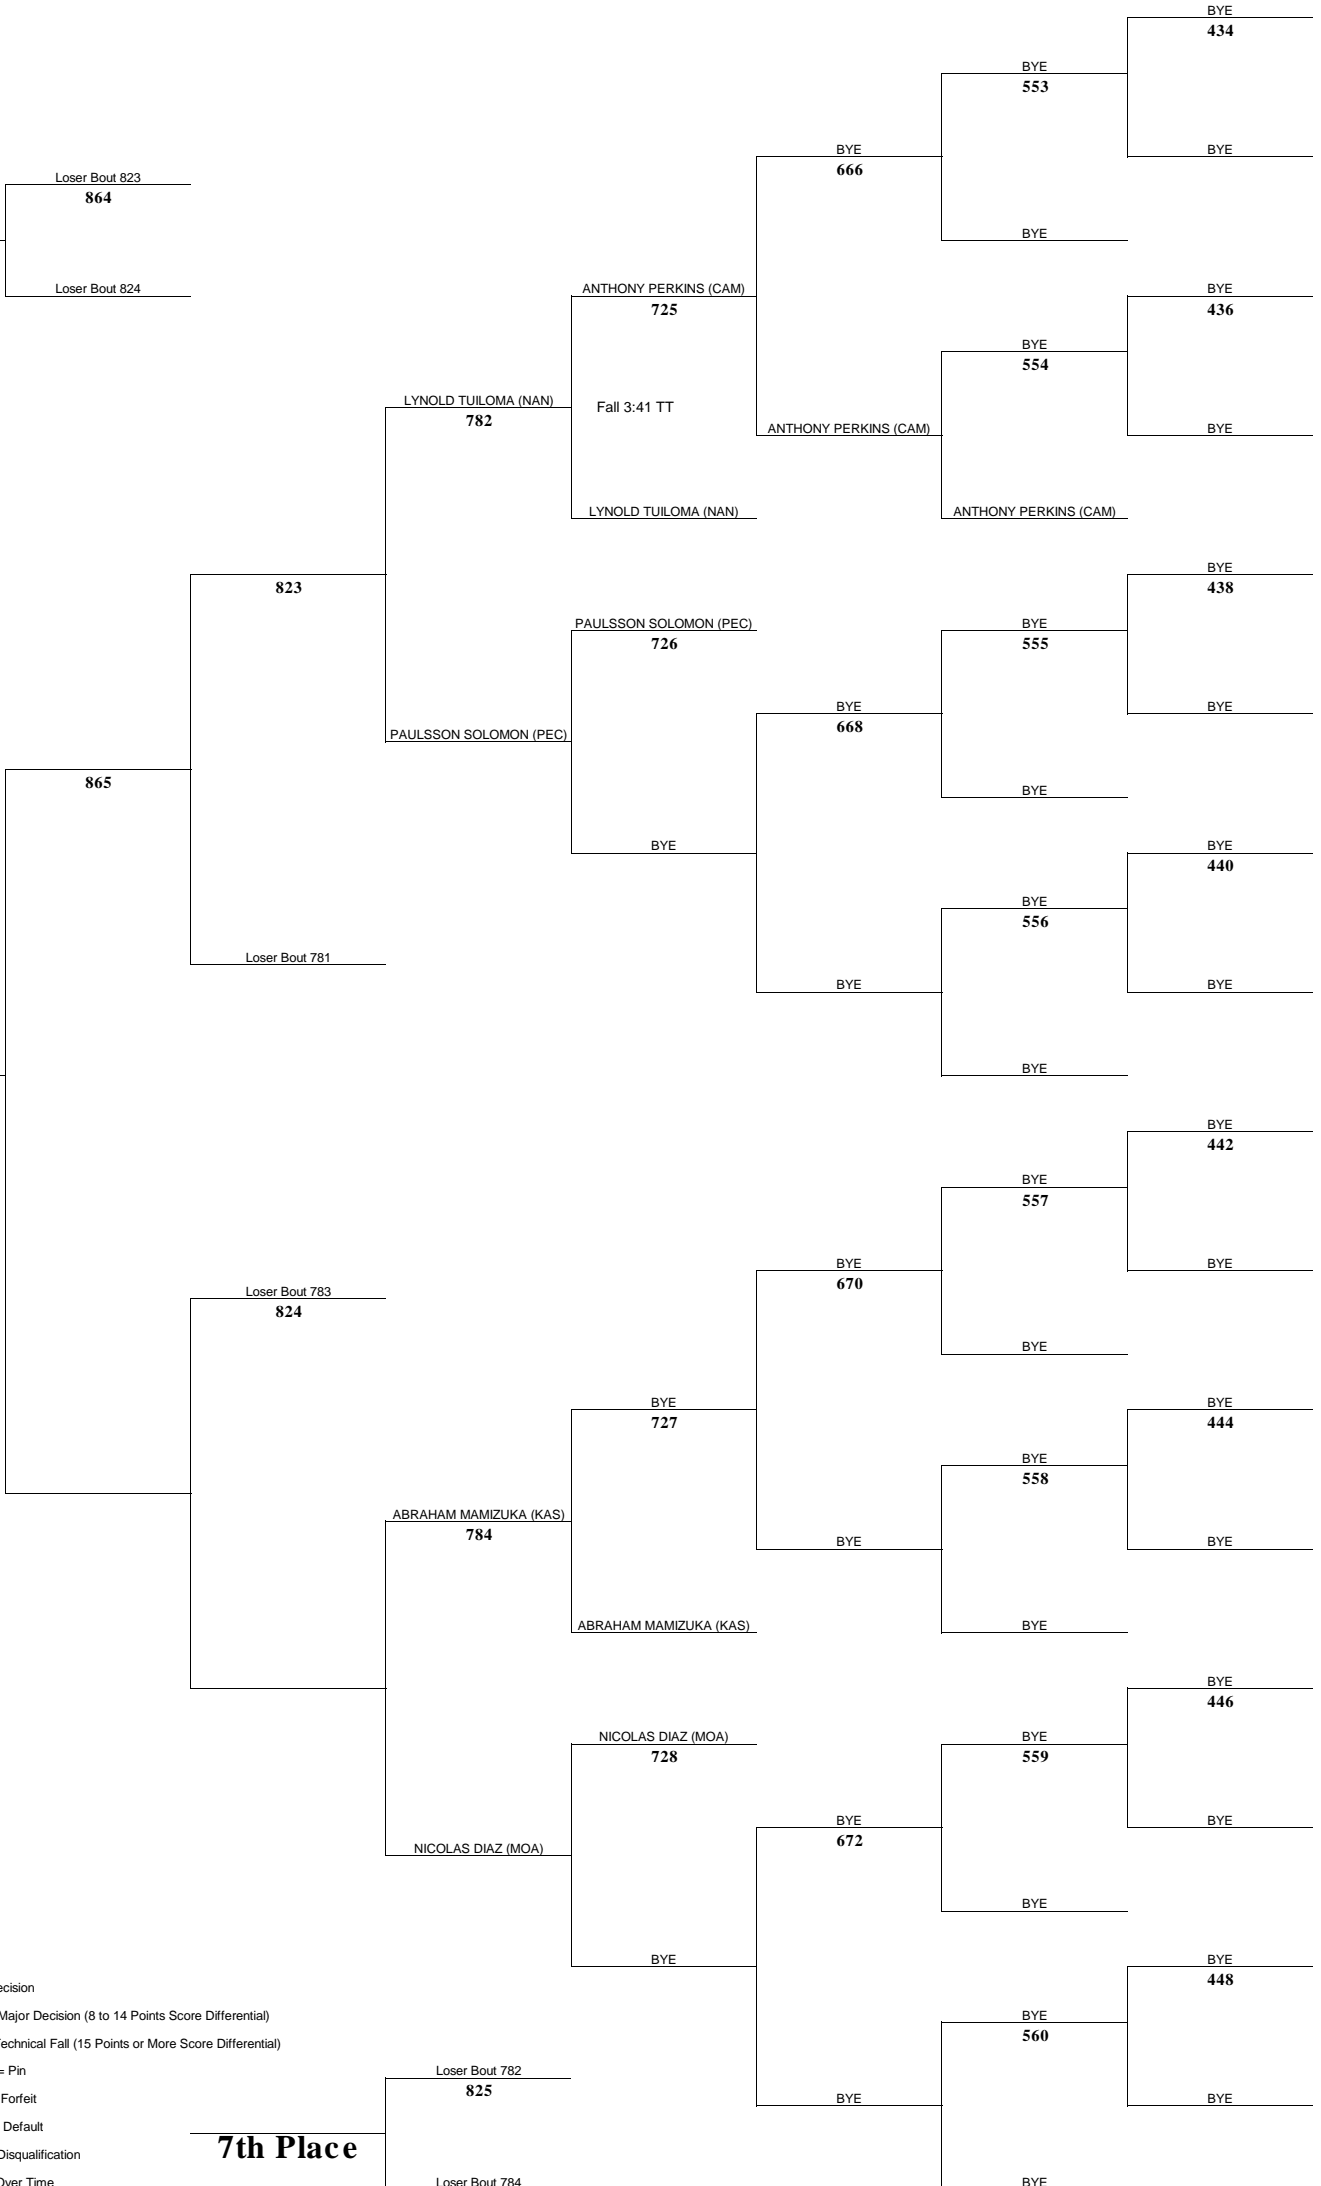 BYE
434
BYE
553
BYE
666
BYE
Loser Bout 823
864
BYE
Loser Bout 824
ANTHONY PERKINS (CAM)
725
BYE
436
BYE
554
LYNOLD TUILOMA (NAN)
782
Fall 3:41 TT
ANTHONY PERKINS (CAM)
BYE
LYNOLD TUILOMA (NAN)
ANTHONY PERKINS (CAM)
BYE
438
823
PAULSSON SOLOMON (PEC)
726
BYE
555
BYE
668
BYE
PAULSSON SOLOMON (PEC)
865
BYE
BYE
BYE
440
BYE
556
Loser Bout 781
BYE
BYE
BYE
BYE
442
BYE
557
BYE
670
BYE
Loser Bout 783
824
BYE
BYE
727
BYE
444
BYE
558
ABRAHAM MAMIZUKA (KAS)
784
BYE
BYE
ABRAHAM MAMIZUKA (KAS)
BYE
BYE
446
NICOLAS DIAZ (MOA)
728
BYE
559
BYE
672
BYE
NICOLAS DIAZ (MOA)
BYE
BYE
BYE
448
ecision
Major Decision (8 to 14 Points Score Differential)
BYE
560
echnical Fall (15 Points or More Score Differential)
= Pin
Loser Bout 782
825
Forfeit
BYE
BYE
Default
7th Place
Disqualification
Over Time
Loser Bout 784
BYE